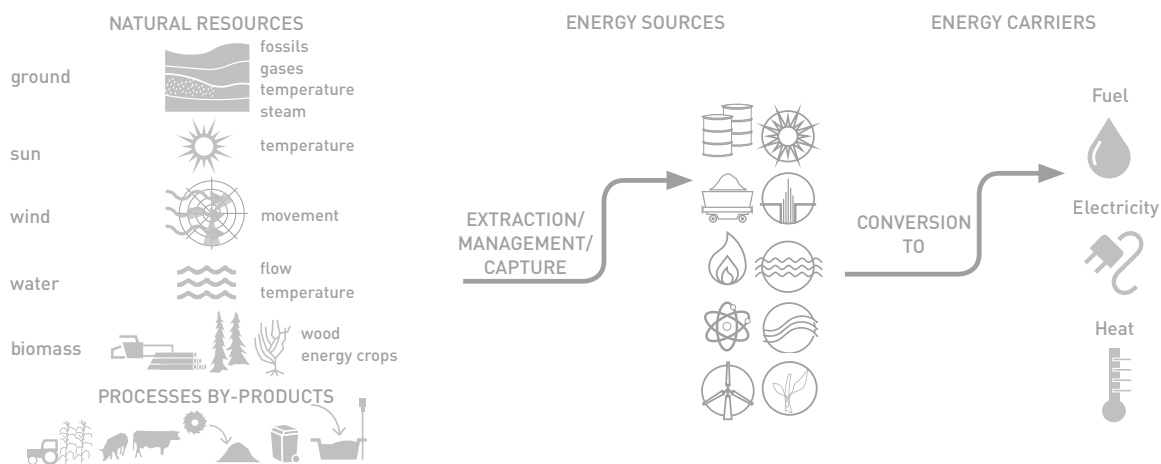 NATURAL RESOURCES
ground
fossils
gases
temperature
steam
sun
temperature
wind
movement
water
flow
temperature
biomass
wood
energy crops
PROCESSES BY-PRODUCTS
EXTRACTION/
MANAGEMENT/
CAPTURE
ENERGY SOURCES
CONVERSION
TO
ENERGY CARRIERS
Fuel
Electricity
Heat